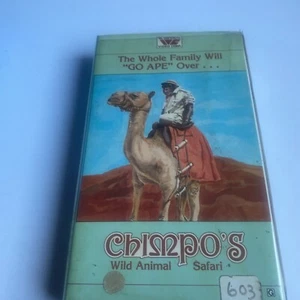 The Whole Family Will
"GO APE" Over...
CHIMPO'S
Wild Animal Safari
603